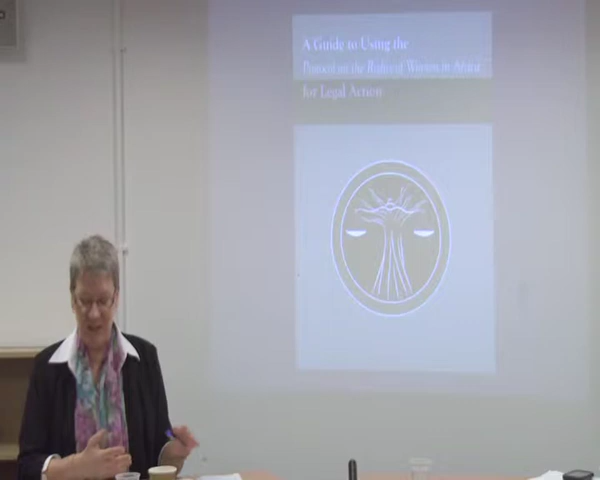 A Guide to Using the
Protocol on the Rights of Women in Africa
for Legal Action